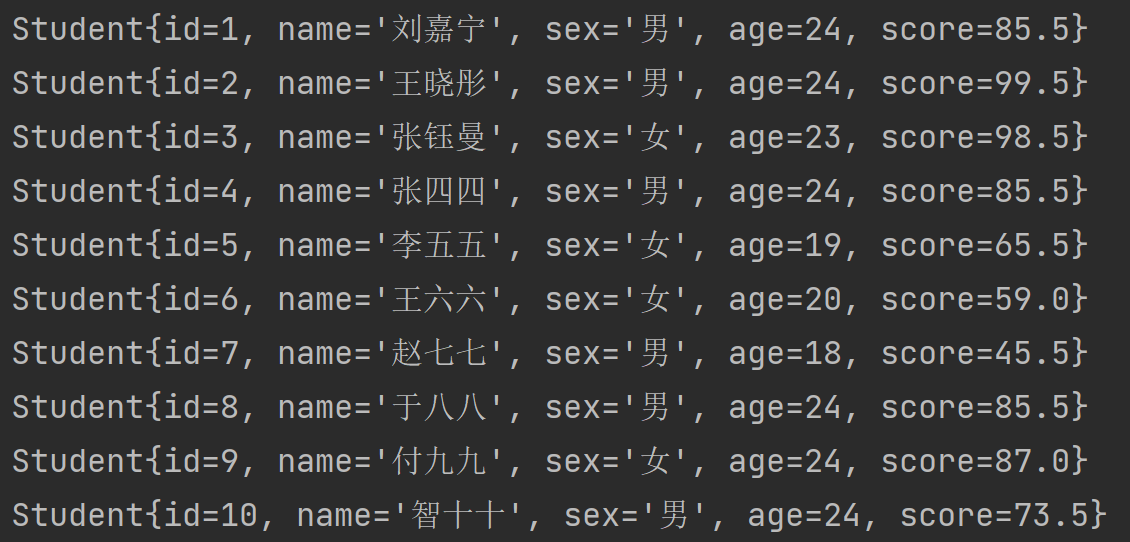 Student{id=1, name='刘嘉宁', sex='男', age=24, score=85.5}
Student{id=2, name='王晓彤', sex='男', age=24, score=99.5}
Student{id=3, name='张钰曼', sex='女', age=23, score=98.5}
Student{id=4, name='张四四', sex='男', age=24, score=85.5}
Student{id=5, name='李五五', sex='女', age=19, score=65.5}
Student{id=6, name='王六六', sex='女', age=20, score=59.0}
Student{id=7, name='赵七七', sex='男', age=18, score=45.5}
Student{id=8, name='于八八', sex='男', age=24, score=85.5}
Student{id=9, name='付九九', sex='女', age=24, score=87.0}
Student{id=10, name='智十十', sex='男', age=24, score=73.5}